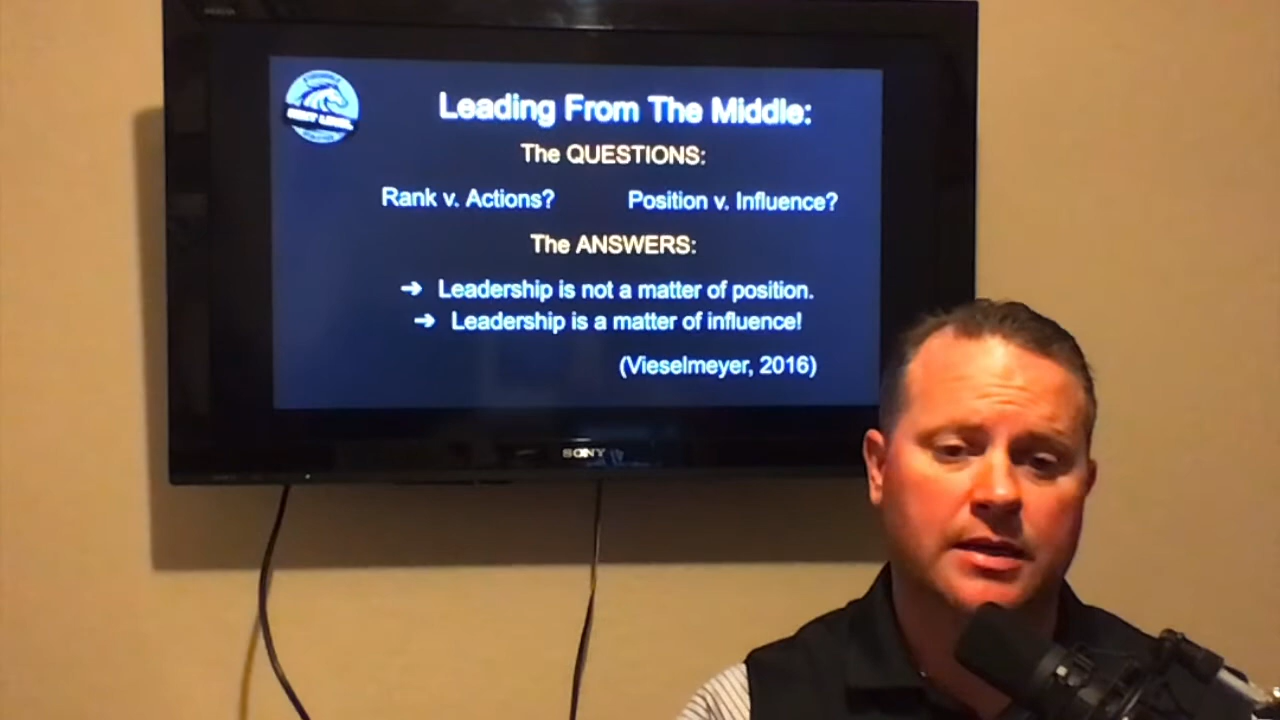 Leading From The Middle:
The QUESTIONS:
Rank v. Actions? Position v. Influence?
The ANSWERS:
➔ Leadership is not a matter of position.
➔ Leadership is a matter of influence!
(Vieselmeyer, 2016)
SONY